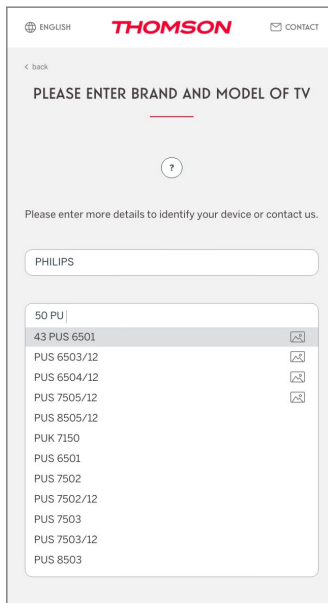 ENGLISH THOMSON CONTACT
< back
PLEASE ENTER BRAND AND MODEL OF TV
?
Please enter more details to identify your device or contact us.
PHILIPS
50 PU
43 PUS 6501
PUS 6503/12
PUS 6504/12
PUS 7505/12
PUS 8505/12
PUK 7150
PUS 6501
PUS 7502
PUS 7502/12
PUS 7503
PUS 7503/12
PUS 8503